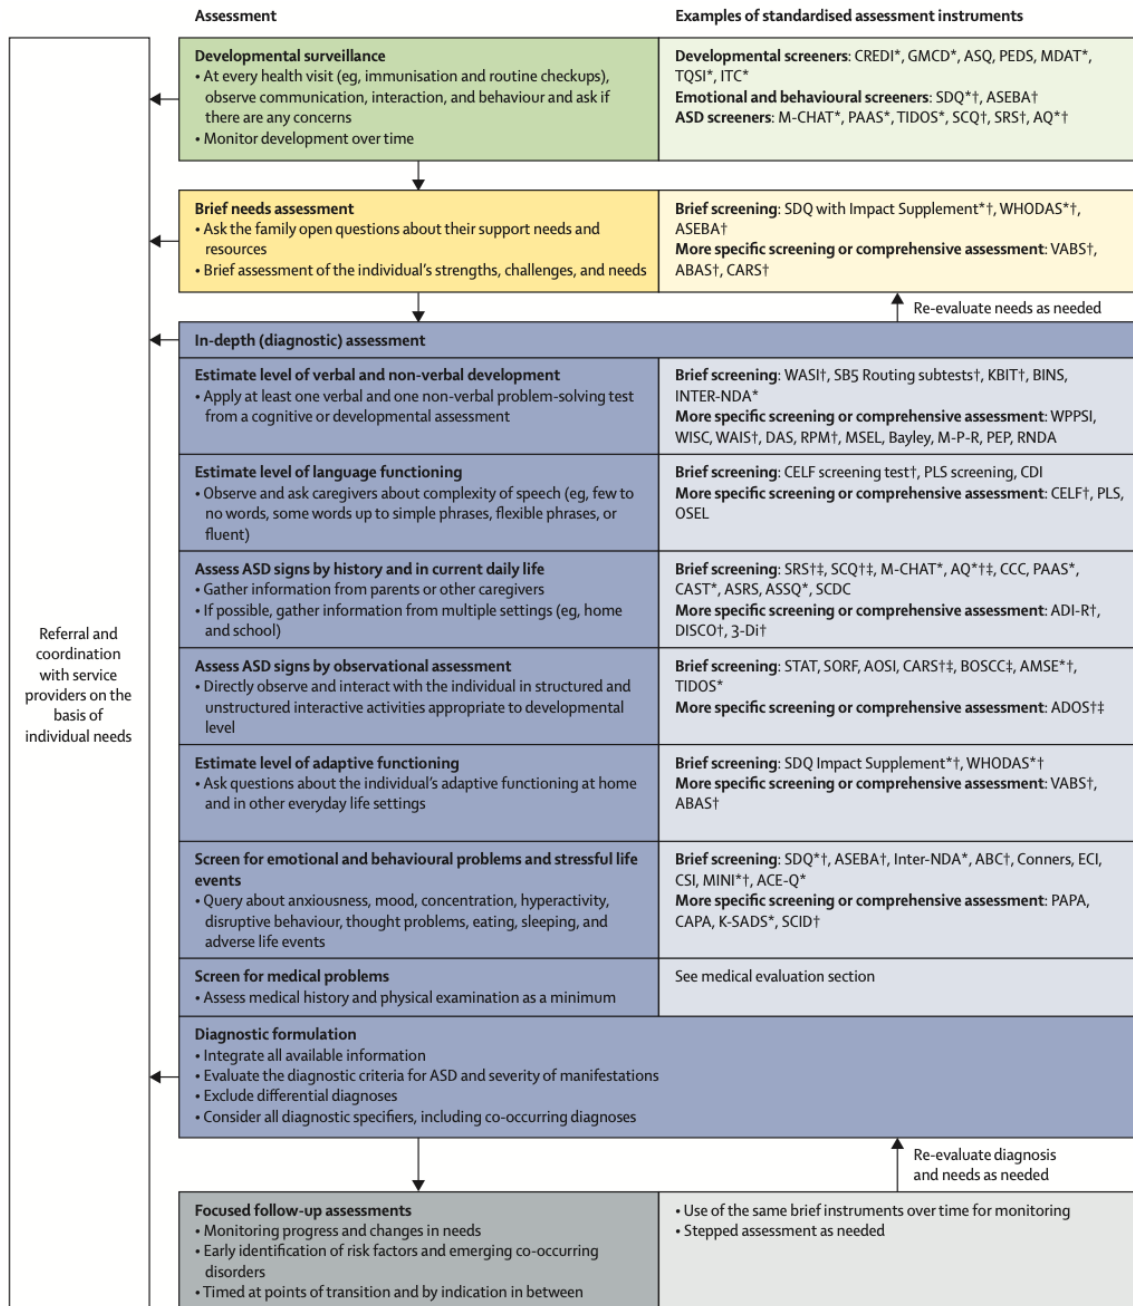 Assessment
Examples of standardised assessment instruments
Developmental surveillance
• At every health visit (eg, immunisation and routine checkups),
observe communication, interaction, and behaviour and ask if
there are any concerns
• Monitor development over time
Developmental screeners: CREDI*, GMCD*, ASQ, PEDS, MDAT*,
TQSI*, ITC*
Emotional and behavioural screeners: SDQ*†, ASEBA†
ASD screeners: M-CHAT*, PAAS*, TIDOS*, SCQ†, SRS†, AQ*†
Brief needs assessment
• Ask the family open questions about their support needs and
resources
• Brief assessment of the individual's strengths, challenges, and needs
Brief screening: SDQ with Impact Supplement*†, WHODAS*†,
ASEBA†
More specific screening or comprehensive assessment: VABS†,
ABAS†, CARS†
Re-evaluate needs as needed
In-depth (diagnostic) assessment
Estimate level of verbal and non-verbal development
• Apply at least one verbal and one non-verbal problem-solving test
from a cognitive or developmental assessment
Brief screening: WASI†, SB5 Routing subtests†, KBIT†, BINS,
INTER-NDA*
More specific screening or comprehensive assessment: WPPSI,
WISC, WAIS†, DAS, RPM†, MSEL, Bayley, M-P-R, PEP, RNDA
Estimate level of language functioning
• Observe and ask caregivers about complexity of speech (eg, few to
no words, some words up to simple phrases, flexible phrases, or
fluent)
Brief screening: CELF screening test†, PLS screening, CDI
More specific screening or comprehensive assessment: CELF†, PLS,
OSEL
Assess ASD signs by history and in current daily life
• Gather information from parents or other caregivers
• If possible, gather information from multiple settings (eg, home
and school)
Brief screening: SRS†‡, SCQ†‡, M-CHAT*, AQ*†‡, CCC, PAAS*,
CAST*, ASRS, ASSQ*, SCDC
More specific screening or comprehensive assessment: ADI-R†,
DISCO†, 3-Di†
Referral and
coordination
with service
providers on the
basis of
individual needs
Assess ASD signs by observational assessment
• Directly observe and interact with the individual in structured and
unstructured interactive activities appropriate to developmental
level
Brief screening: STAT, SORF, AOSI, CARS†‡, BOSCC‡, AMSE*†,
TIDOS*
More specific screening or comprehensive assessment: ADOS†‡
Estimate level of adaptive functioning
• Ask questions about the individual's adaptive functioning at home
and in other everyday life settings
Brief screening: SDQ Impact Supplement*†, WHODAS*†
More specific screening or comprehensive assessment: VABS†,
ABAS†
Screen for emotional and behavioural problems and stressful life
events
• Query about anxiousness, mood, concentration, hyperactivity,
disruptive behaviour, thought problems, eating, sleeping, and
adverse life events
Brief screening: SDQ*†, ASEBA†, Inter-NDA*, ABC†, Conners, ECI,
CSI, MINI*†, ACE-Q*
More specific screening or comprehensive assessment: PAPA,
CAPA, K-SADS*, SCID†
Screen for medical problems
• Assess medical history and physical examination as a minimum
See medical evaluation section
Diagnostic formulation
• Integrate all available information
• Evaluate the diagnostic criteria for ASD and severity of manifestations
• Exclude differential diagnoses
• Consider all diagnostic specifiers, including co-occurring diagnoses
Re-evaluate diagnosis
and needs as needed
Focused follow-up assessments
• Monitoring progress and changes in needs
• Early identification of risk factors and emerging co-occurring
disorders
• Timed at points of transition and by indication in between
• Use of the same brief instruments over time for monitoring
• Stepped assessment as needed